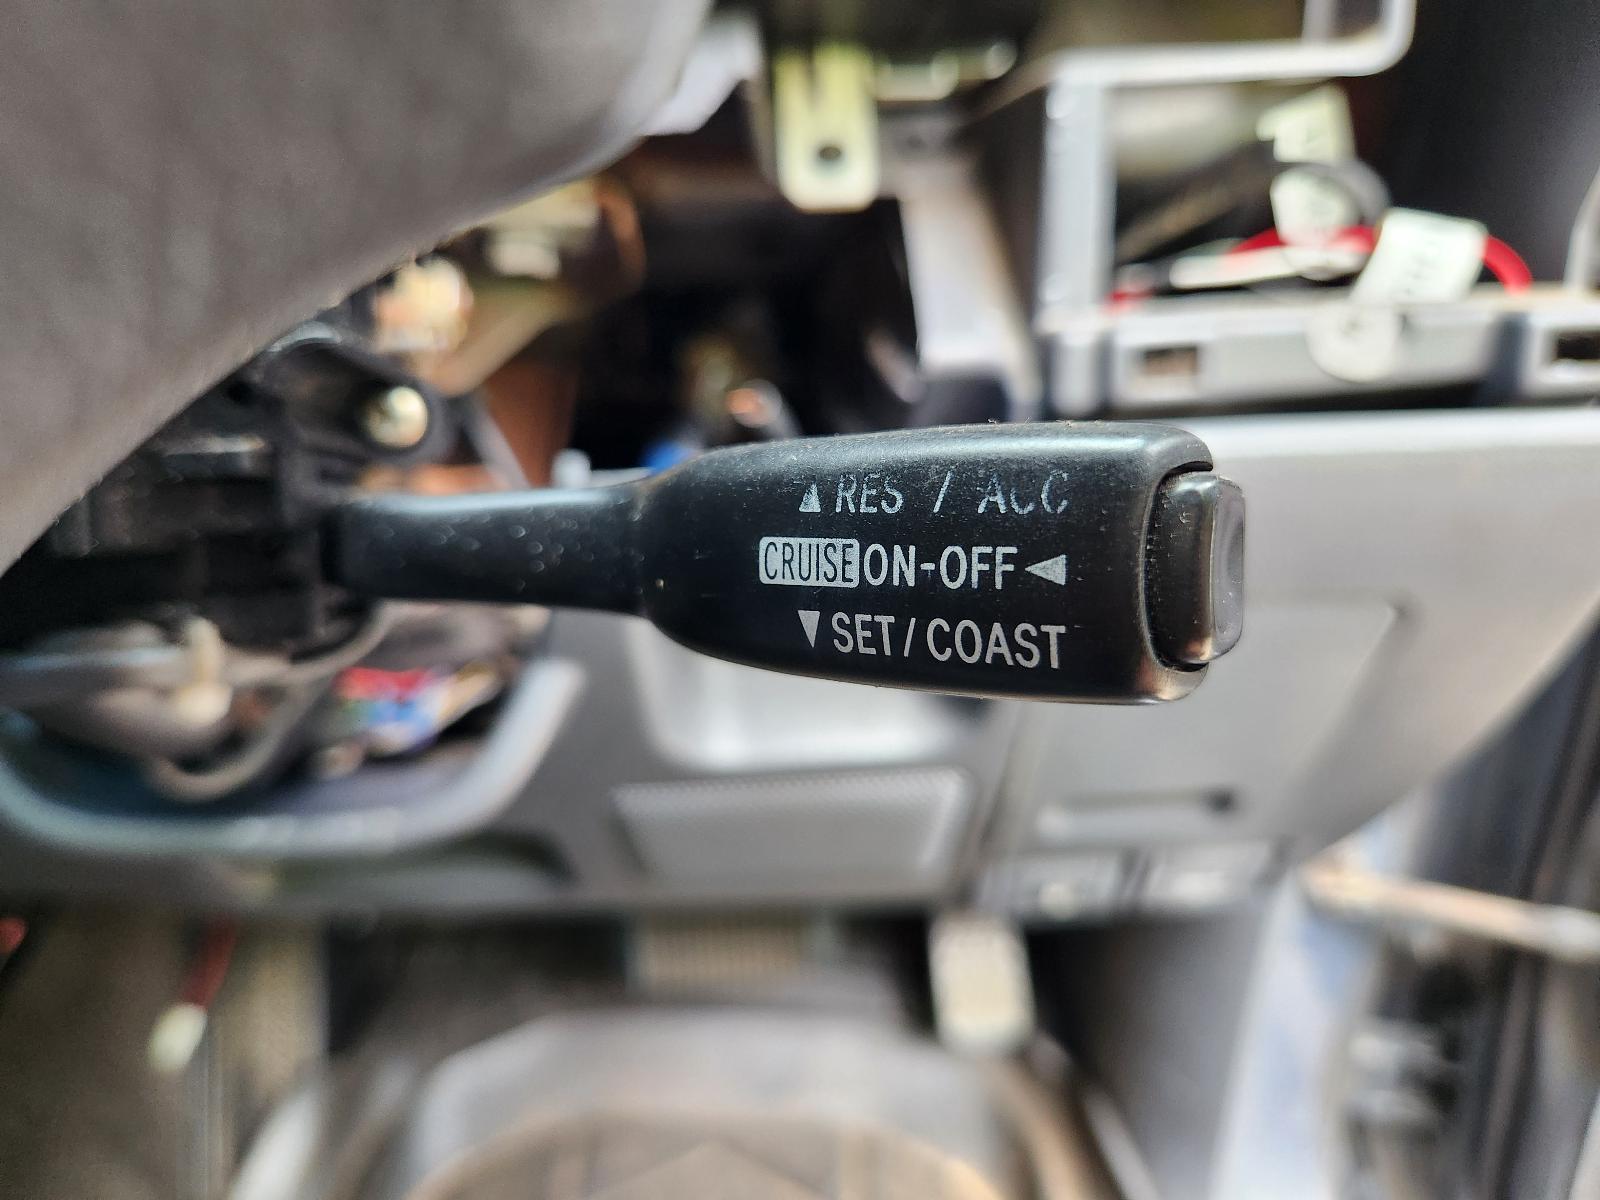 ▲ RES / ACC
CRUISE ON-OFF ◀
▼ SET / COAST